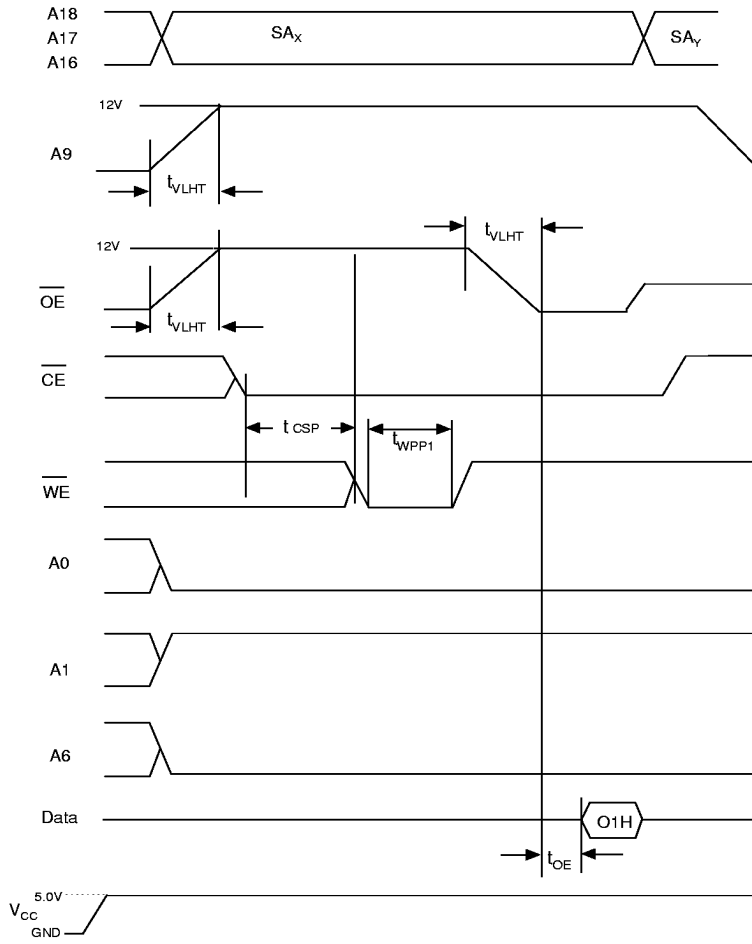 A18
A17
A16
SAX
SAY
12V
A9
tVLHT
tVLHT
12V
OE
tVLHT
CE
t CSP
tWPP1
WE
A0
A1
A6
Data
O1H
tOE
5.0V
VCC
GND